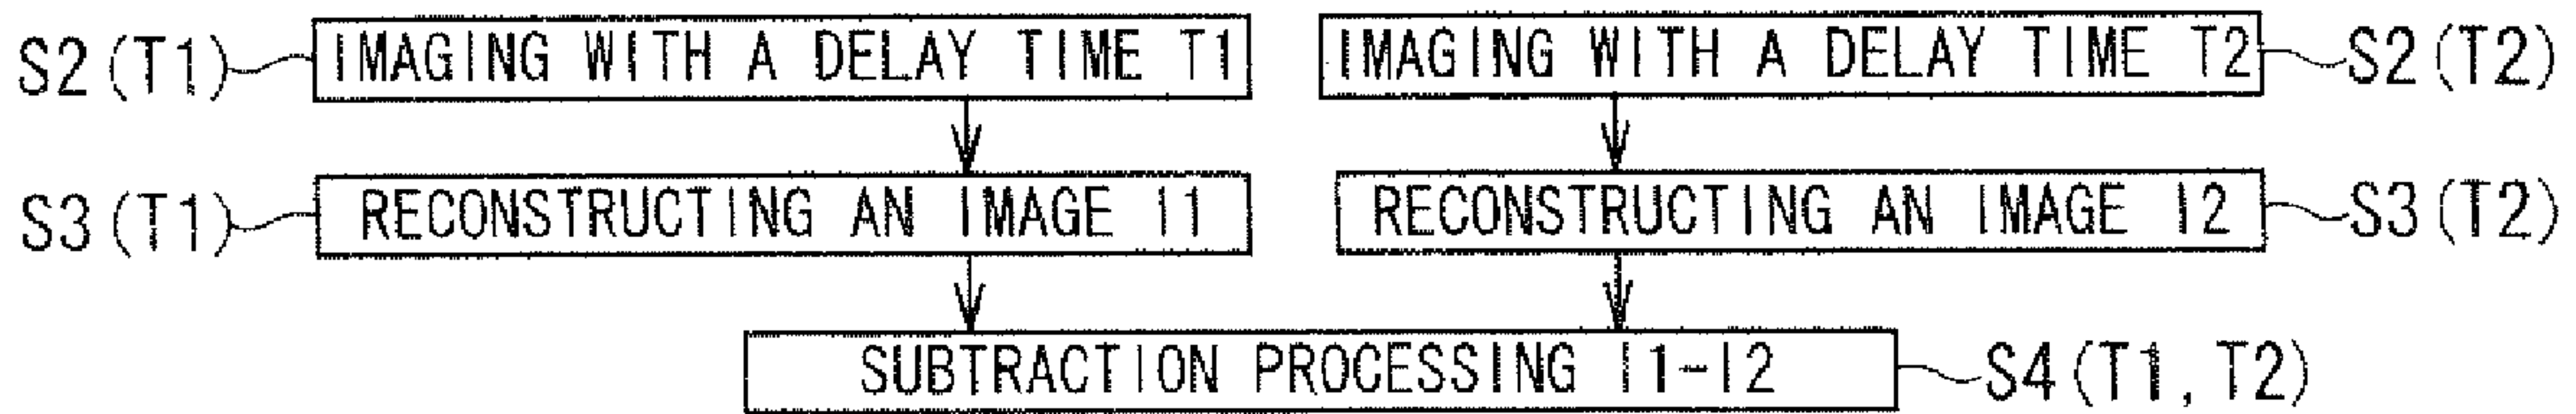 S2(T1) IMAGING WITH A DELAY TIME T1 IMAGING WITH A DELAY TIME T2 S2(T2)
S3(T1) RECONSTRUCTING AN IMAGE I1 RECONSTRUCTING AN IMAGE I2 S3(T2)
SUBTRACTION PROCESSING I1-I2 S4(T1,T2)